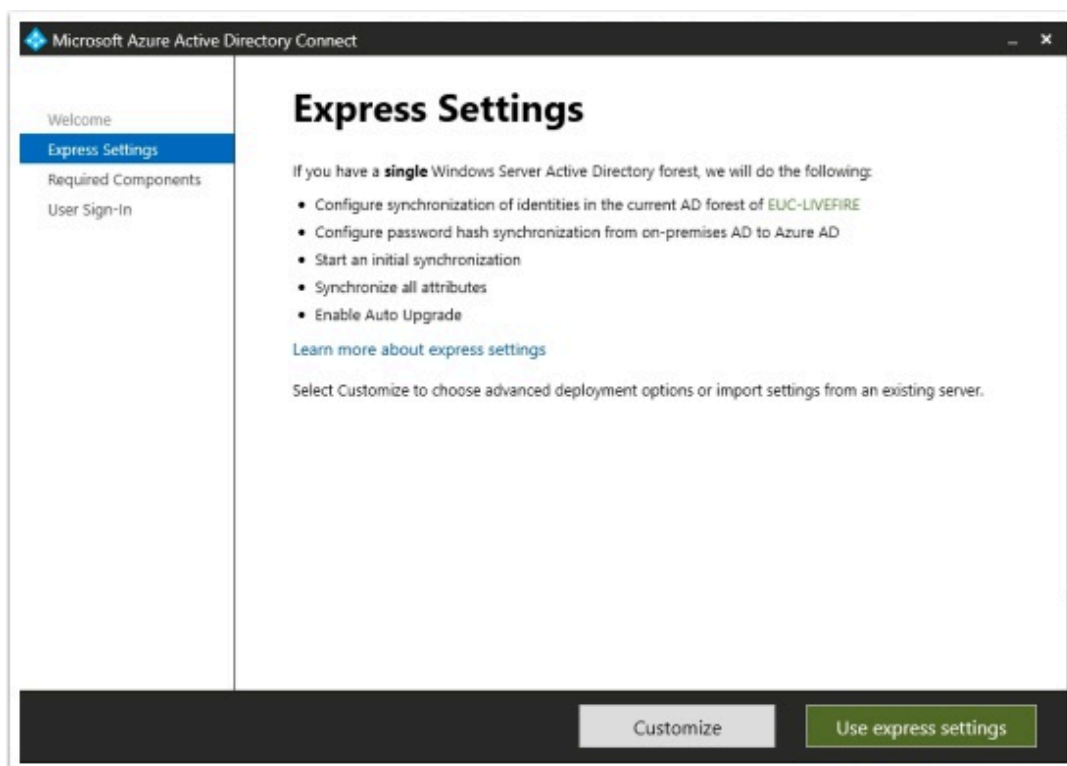 Microsoft Azure Active Directory Connect
Welcome
Express Settings
Required Components
User Sign-In
Express Settings
If you have a single Windows Server Active Directory forest, we will do the following:
• Configure synchronization of identities in the current AD forest of EUC-LIVEFIRE
• Configure password hash synchronization from on-premises AD to Azure AD
• Start an initial synchronization
• Synchronize all attributes
• Enable Auto Upgrade
Learn more about express settings
Select Customize to choose advanced deployment options or import settings from an existing server.
Customize
Use express settings